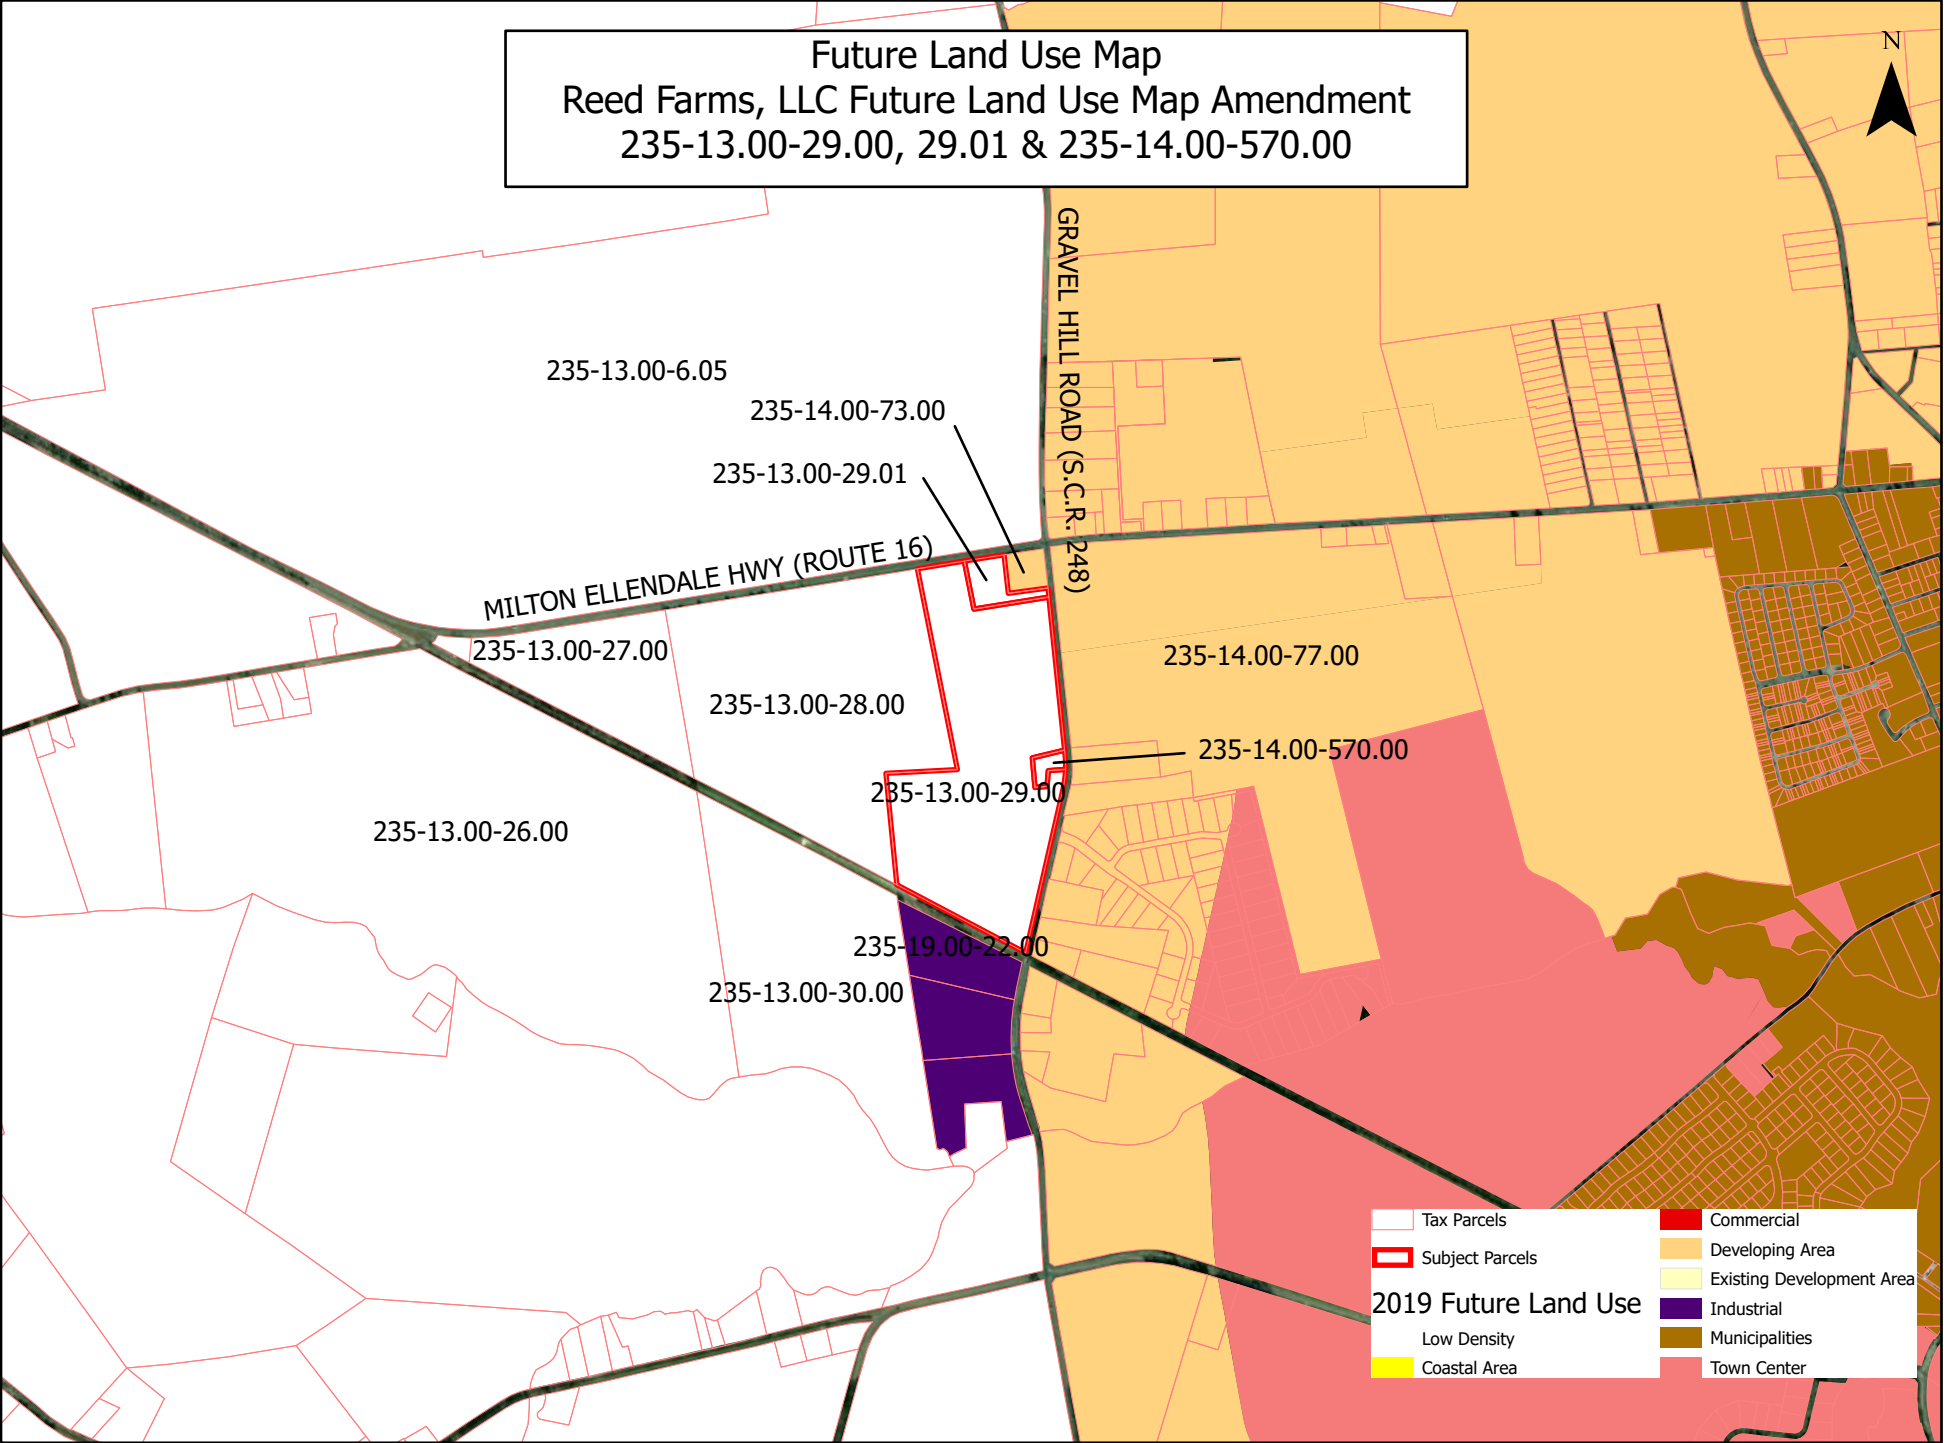 Future Land Use Map
Reed Farms, LLC Future Land Use Map Amendment
235-13.00-29.00, 29.01 & 235-14.00-570.00
N
GRAVEL HILL ROAD (S.C.R. 248)
235-13.00-6.05
235-14.00-73.00
235-13.00-29.01
MILTON ELLENDALE HWY (ROUTE 16)
235-13.00-27.00
235-14.00-77.00
235-13.00-28.00
235-14.00-570.00
235-13.00-29.00
235-13.00-26.00
235-19.00-22.00
235-13.00-30.00
Tax Parcels
Subject Parcels
2019 Future Land Use
Low Density
Coastal Area
Commercial
Developing Area
Existing Development Area
Industrial
Municipalities
Town Center